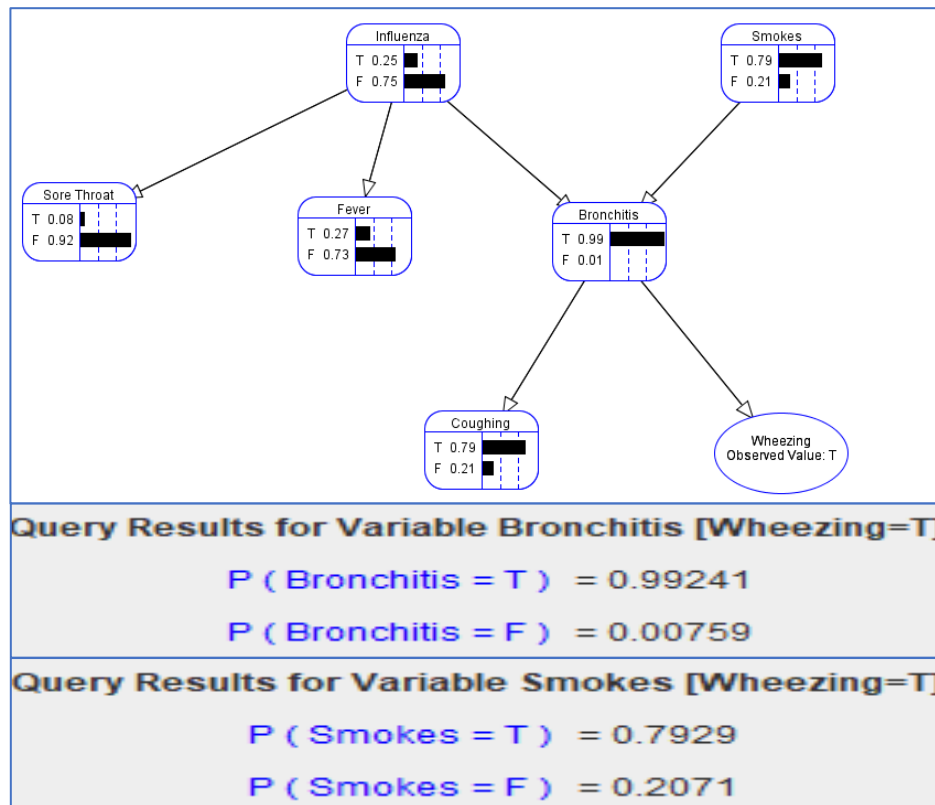 Influenza
T 0.25
F 0.75
Smokes
T 0.79
F 0.21
Sore Throat
T 0.08
F 0.92
Fever
T 0.27
F 0.73
Bronchitis
T 0.99
F 0.01
Coughing
T 0.79
F 0.21
Wheezing
Observed Value: T
Query Results for Variable Bronchitis [Wheezing=T]
P ( Bronchitis = T ) = 0.99241
P ( Bronchitis = F ) = 0.00759
Query Results for Variable Smokes [Wheezing=T]
P ( Smokes = T ) = 0.7929
P ( Smokes = F ) = 0.2071